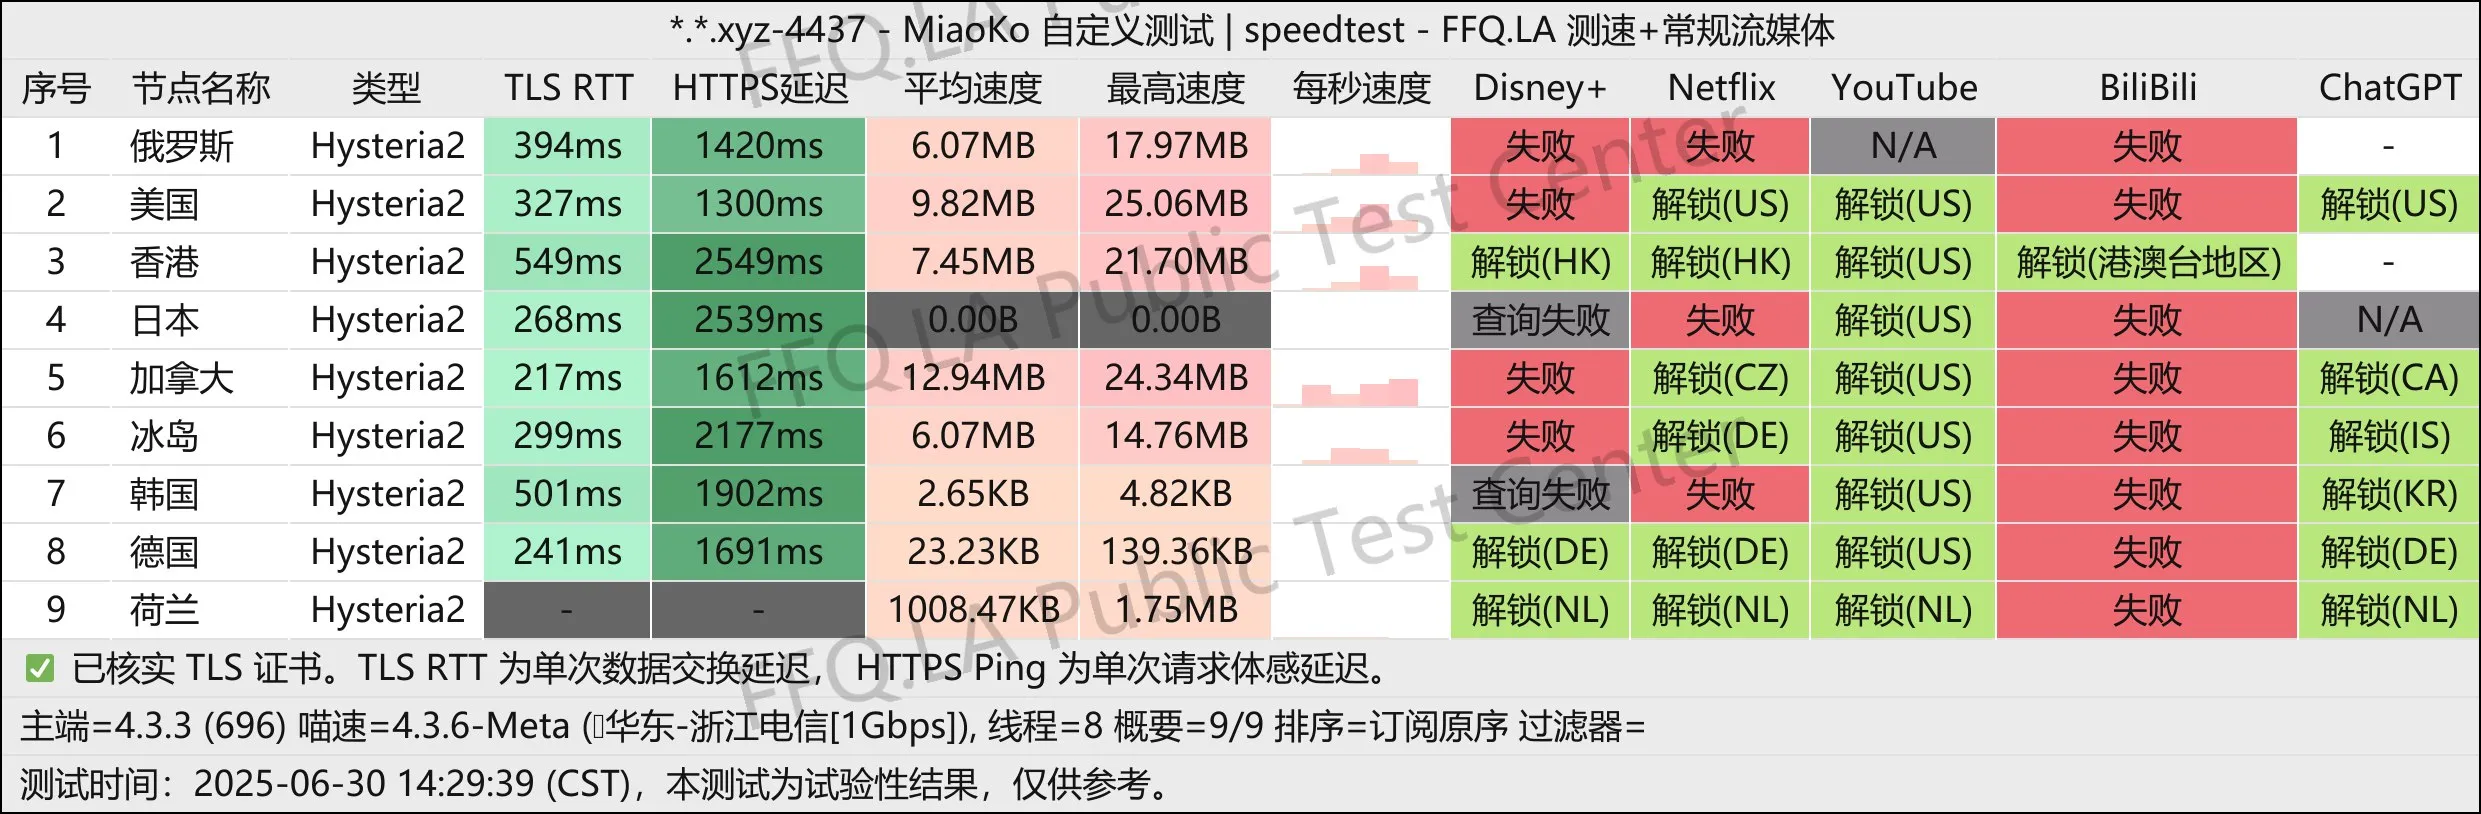 *.*.xyz-4437 - MiaoKo 自定义测试 | speedtest - FFQ.LA 测速+常规流媒体
序号 节点名称 类型 TLS RTT HTTPS延迟 平均速度 最高速度 每秒速度 Disney+ Netflix YouTube BiliBili ChatGPT
1 俄罗斯 Hysteria2 394ms 1420ms 6.07MB 17.97MB 失败 失败 N/A 失败 -
2 美国 Hysteria2 327ms 1300ms 9.82MB 25.06MB 失败 解锁(US) 解锁(US) 失败 解锁(US)
3 香港 Hysteria2 549ms 2549ms 7.45MB 21.70MB 解锁(HK) 解锁(HK) 解锁(US) 解锁(港澳台地区) -
4 日本 Hysteria2 268ms 2539ms 0.00B 0.00B 查询失败 失败 解锁(US) 失败 N/A
5 加拿大 Hysteria2 217ms 1612ms 12.94MB 24.34MB 失败 解锁(CZ) 解锁(US) 失败 解锁(CA)
6 冰岛 Hysteria2 299ms 2177ms 6.07MB 14.76MB 失败 解锁(DE) 解锁(US) 失败 解锁(IS)
7 韩国 Hysteria2 501ms 1902ms 2.65KB 4.82KB 查询失败 失败 解锁(US) 失败 解锁(KR)
8 德国 Hysteria2 241ms 1691ms 23.23KB 139.36KB 解锁(DE) 解锁(DE) 解锁(US) 失败 解锁(DE)
9 荷兰 Hysteria2 - - 1008.47KB 1.75MB 解锁(NL) 解锁(NL) 解锁(NL) 失败 解锁(NL)
✅ 已核实 TLS 证书。TLS RTT 为单次数据交换延迟， HTTPS Ping 为单次请求体感延迟。
主端=4.3.3 (696) 喵速=4.3.6-Meta (华东-浙江电信[1Gbps]), 线程=8 概要=9/9 排序=订阅原序 过滤器=
测试时间：2025-06-30 14:29:39 (CST)，本测试为试验性结果，仅供参考。
FFQ.LA Public Test Center
FFQ.LA Public Test Center
FFQ.LA Public